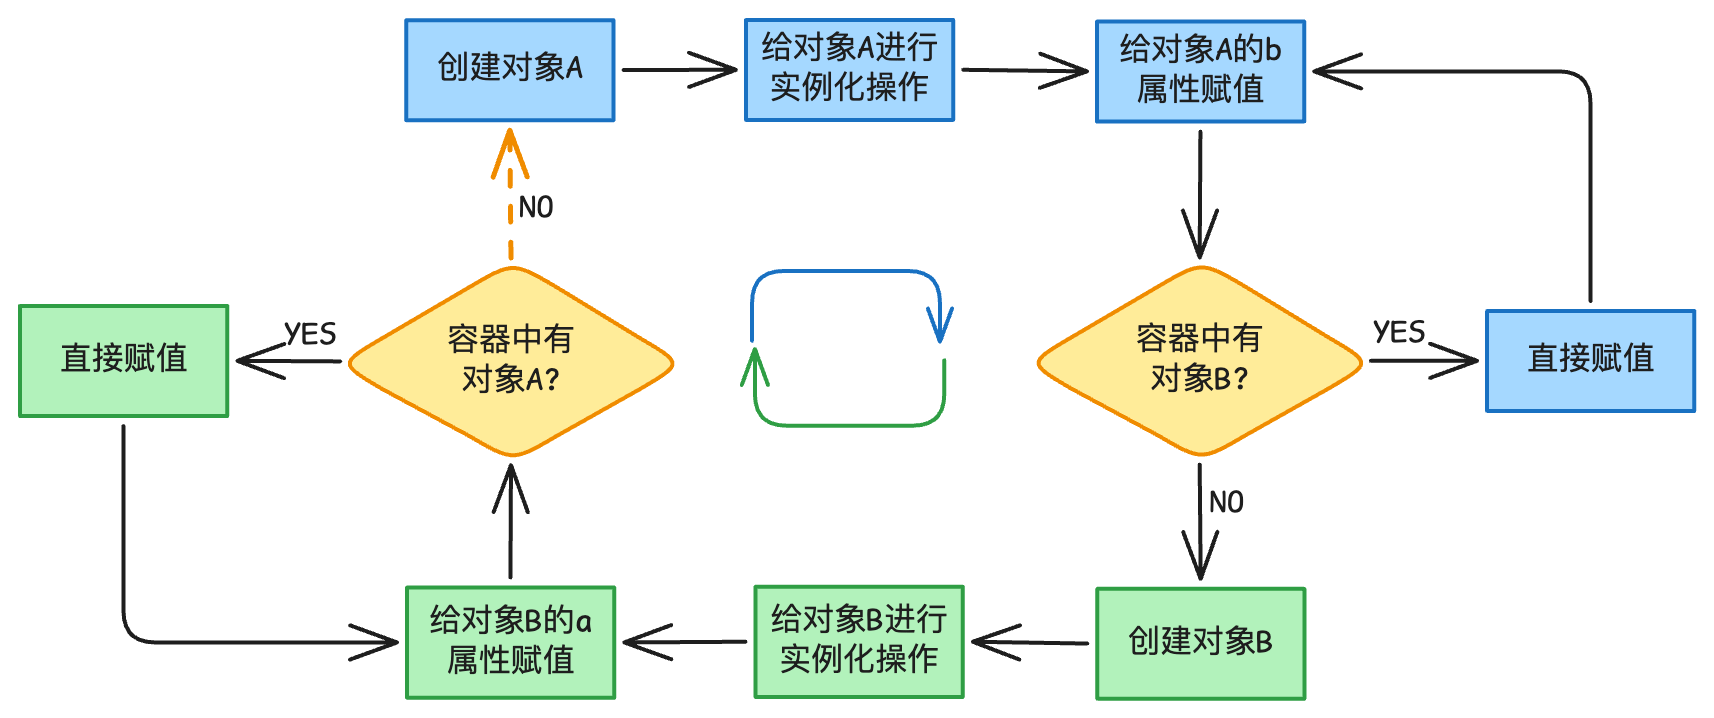 创建对象A
给对象A进行
实例化操作
给对象A的b
属性赋值
NO
容器中有
对象A?
YES
直接赋值
容器中有
对象B?
YES
直接赋值
NO
给对象B的a
属性赋值
给对象B进行
实例化操作
创建对象B